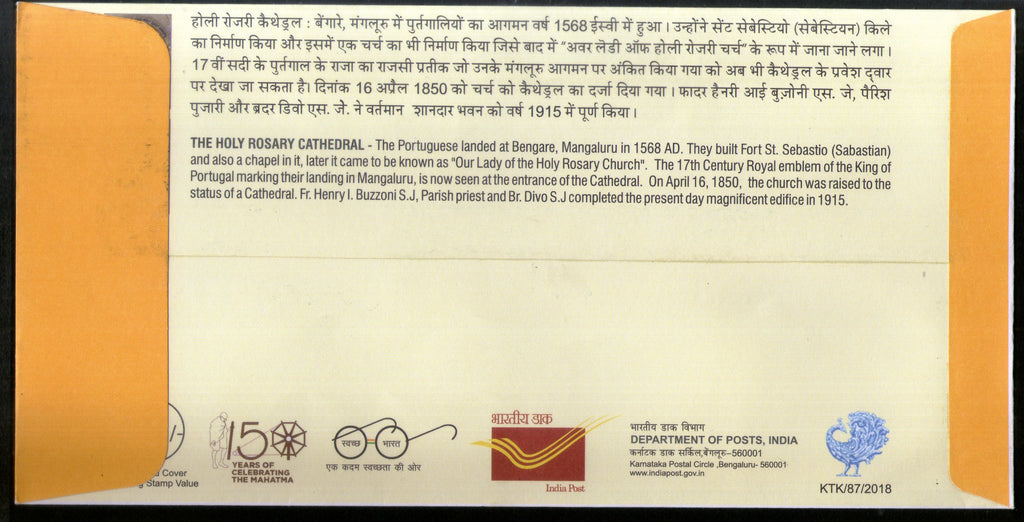 होली रोजरी कैथेड्रल : बेंगारे, मंगलूरु में पुर्तगालियों का आगमन वर्ष 1568 ईस्वी में हुआ । उन्होंने सेंट सेबेस्टियो (सेबेस्टियन) किले
का निर्माण किया और इसमें एक चर्च का भी निर्माण किया जिसे बाद में "अवर लेडी ऑफ होली रोजरी चर्च" के रूप में जाना जाने लगा ।
17 वीं सदी के पुर्तगाल के राजा का राजसी प्रतीक जो उनके मंगलूरु आगमन पर अंकित किया गया को अब भी कैथेड्रल के प्रवेश द्वार
पर देखा जा सकता है। दिनांक 16 अप्रैल 1850 को चर्च को कैथेड्रल का दर्जा दिया गया । फादर हैनरी आई बुज़ोनी एस. जे, पैरिश
पुजारी और ब्रदर डिवो एस. जे. ने वर्तमान शानदार भवन को वर्ष 1915 में पूर्ण किया ।
THE HOLY ROSARY CATHEDRAL - The Portuguese landed at Bengare, Mangaluru in 1568 AD. They built Fort St. Sebastio (Sabastian)
and also a chapel in it, later it came to be known as "Our Lady of the Holy Rosary Church". The 17th Century Royal emblem of the King of
Portugal marking their landing in Mangaluru, is now seen at the entrance of the Cathedral. On April 16, 1850, the church was raised to the
status of a Cathedral. Fr. Henry I. Buzzoni S.J, Parish priest and Br. Divo S.J completed the present day magnificent edifice in 1915.
/-
Cover
Stamp Value
150
YEARS OF
CELEBRATING
THE MAHATMA
स्वच्छ भारत
एक कदम स्वच्छता की ओर
भारतीय डाक
India Post
भारतीय डाक विभाग
DEPARTMENT OF POSTS, INDIA
कर्नाटक डाक सर्किल,बेंगलूरु–560001
Karnataka Postal Circle ,Bengaluru- 560001
www.indiapost.gov.in
KTK/87/2018